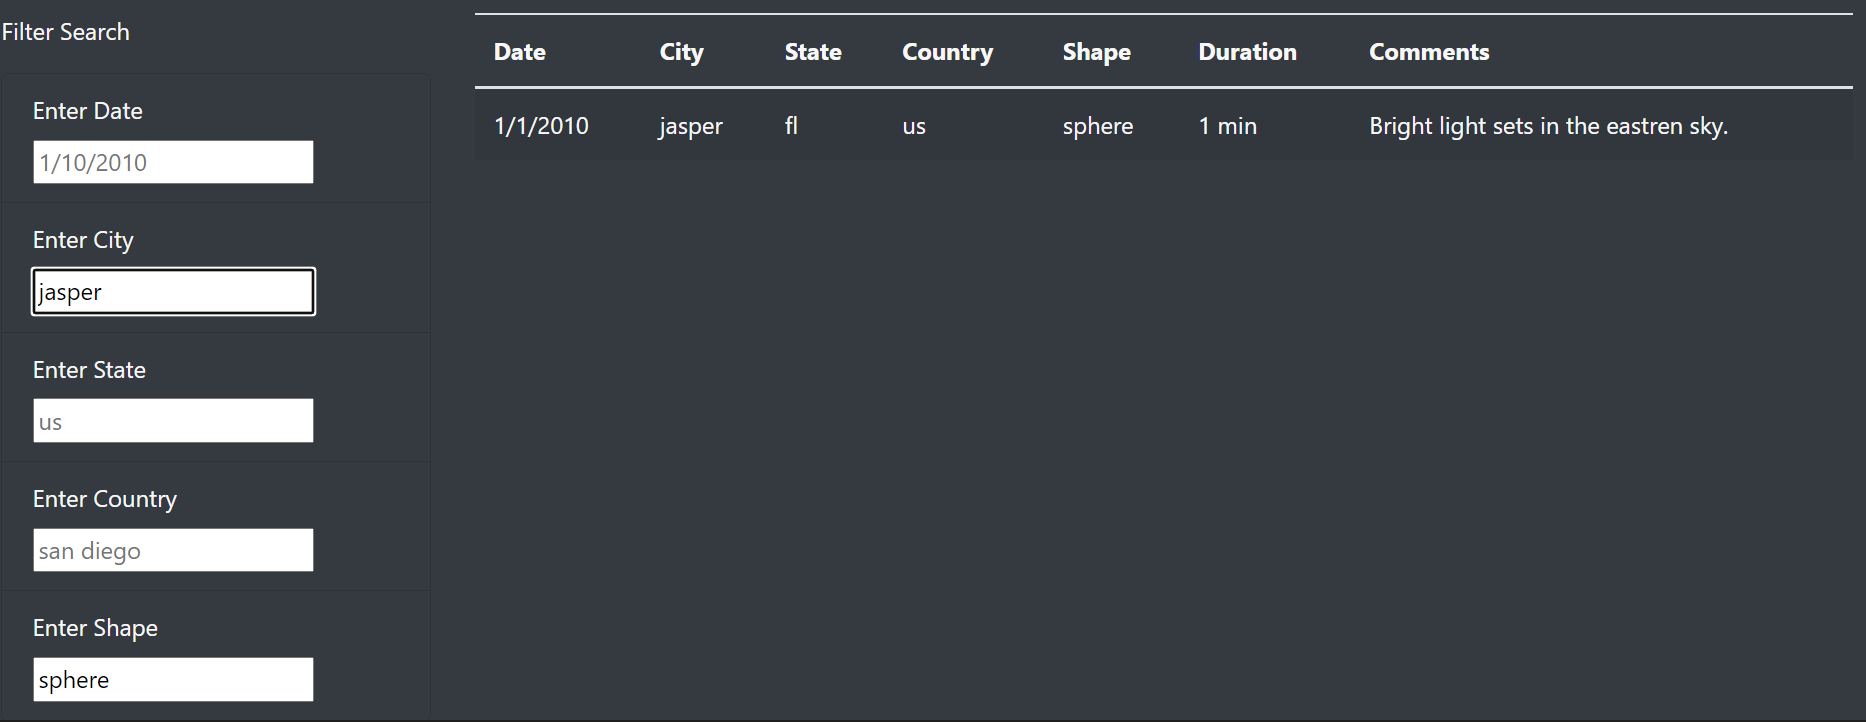 Filter Search
Enter Date
1/10/2010
Enter City
jasper
Enter State
us
Enter Country
san diego
Enter Shape
sphere
Date City State Country Shape Duration Comments
1/1/2010 jasper fl us sphere 1 min Bright light sets in the eastren sky.